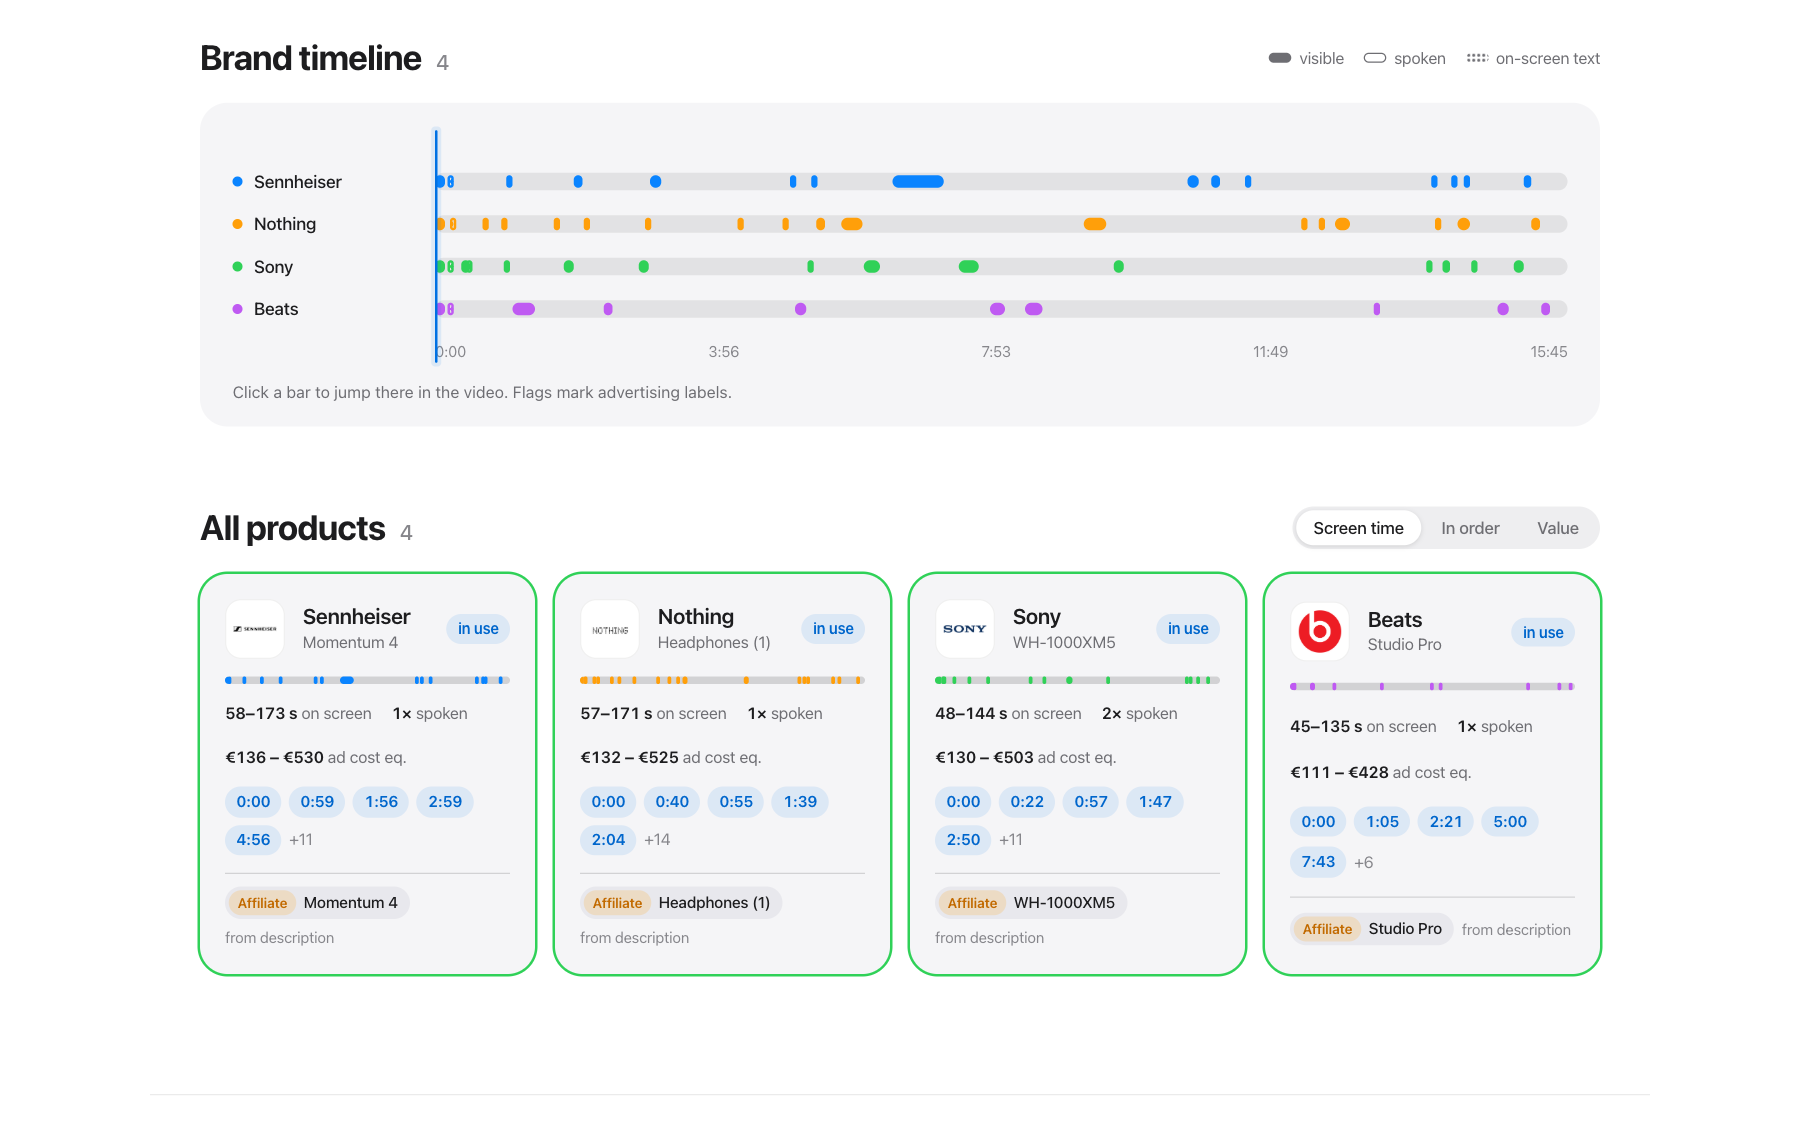 Brand timeline 4
visible spoken on-screen text
Sennheiser
Nothing
Sony
Beats
0:00 3:56 7:53 11:49 15:45
Click a bar to jump there in the video. Flags mark advertising labels.
All products 4
Screen time In order Value
SENNHEISER
Sennheiser
Momentum 4
in use
58–173 s on screen 1× spoken
€136 – €530 ad cost eq.
0:00 0:59 1:56 2:59
4:56 +11
Affiliate Momentum 4
from description
NOTHING
Nothing
Headphones (1)
in use
57–171 s on screen 1× spoken
€132 – €525 ad cost eq.
0:00 0:40 0:55 1:39
2:04 +14
Affiliate Headphones (1)
from description
SONY
Sony
WH-1000XM5
in use
48–144 s on screen 2× spoken
€130 – €503 ad cost eq.
0:00 0:22 0:57 1:47
2:50 +11
Affiliate WH-1000XM5
from description
Beats
Studio Pro
in use
45–135 s on screen 1× spoken
€111 – €428 ad cost eq.
0:00 1:05 2:21 5:00
7:43 +6
Affiliate Studio Pro from description